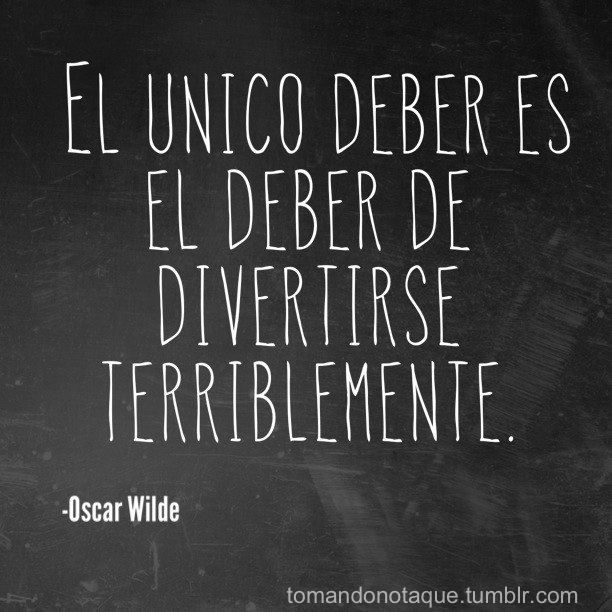 El unico deber es
el deber de
divertirse
terriblemente.
-Oscar Wilde
tomandonotaque.tumblr.com